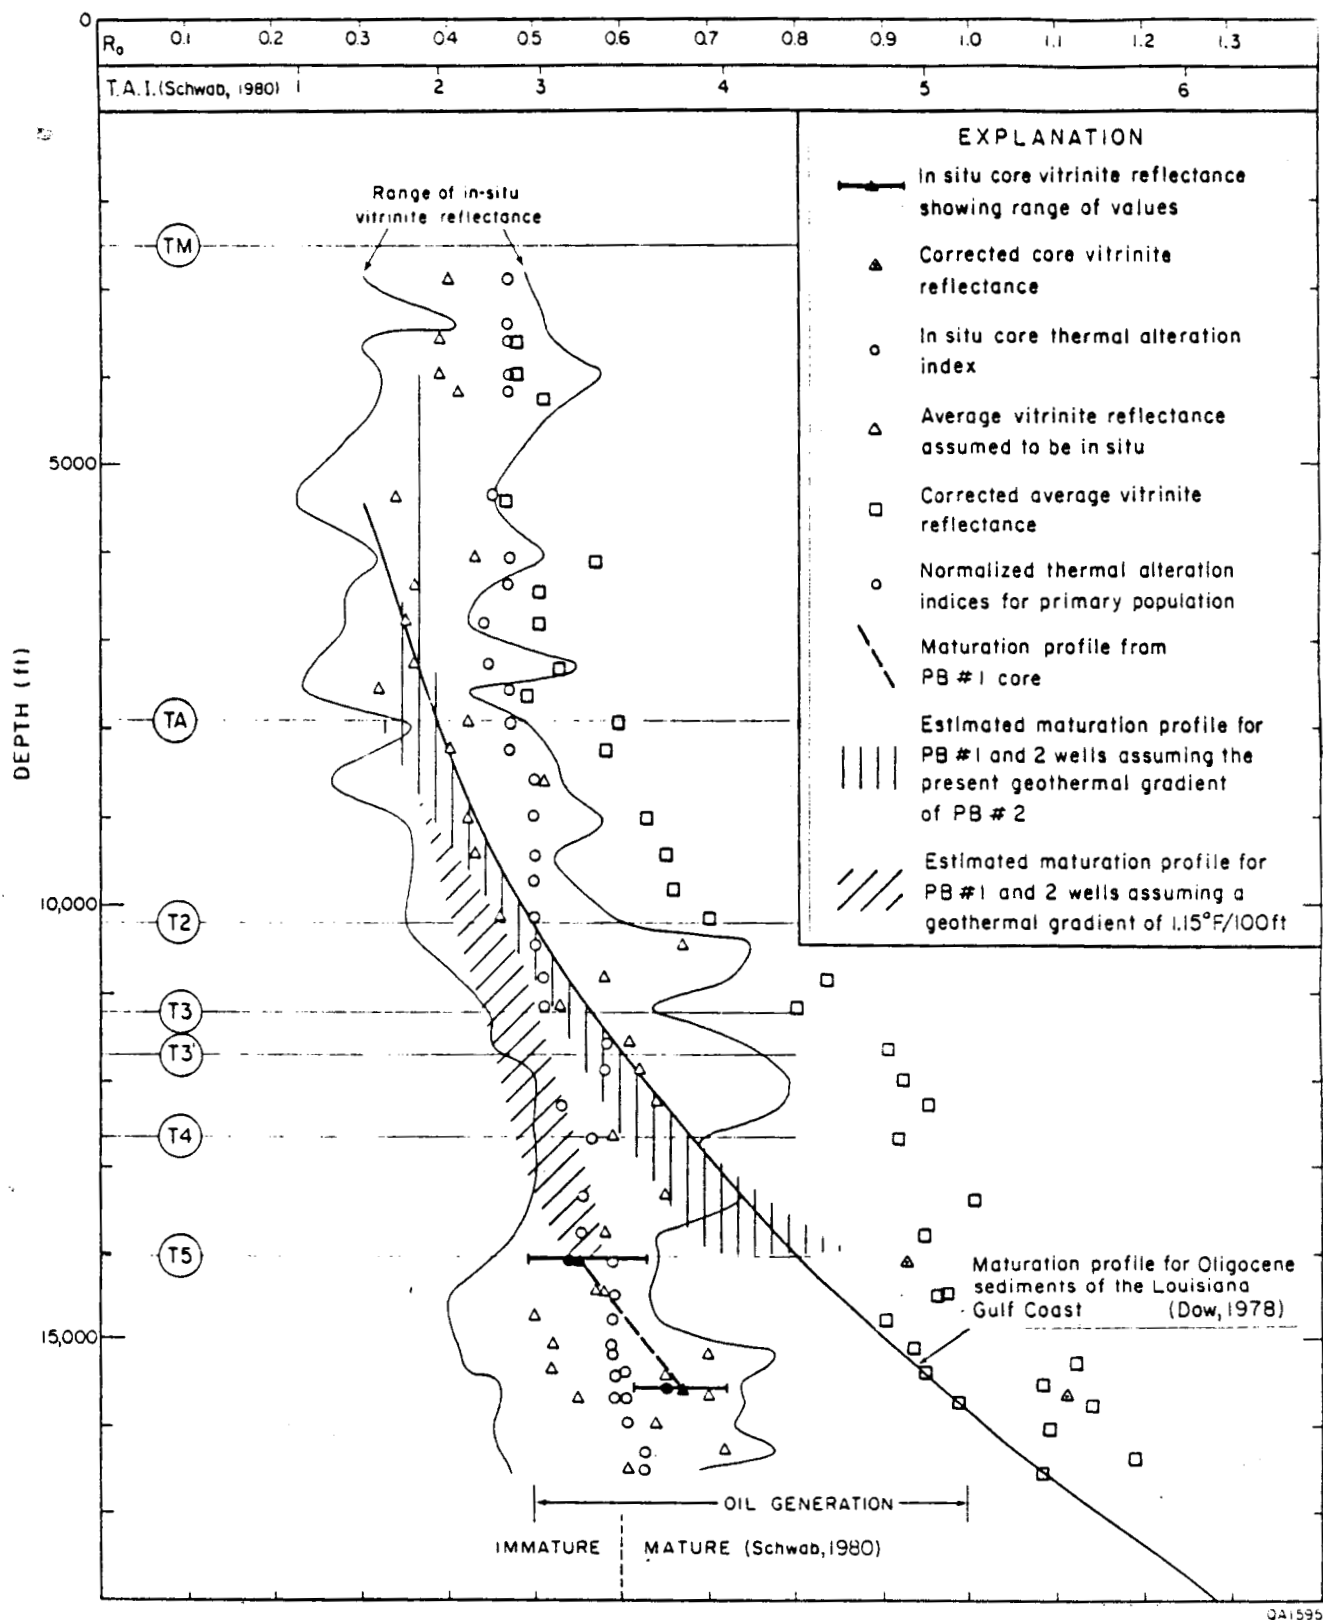 0
R₀ 0.1 0.2 0.3 0.4 0.5 0.6 0.7 0.8 0.9 1.0 1.1 1.2 1.3
T.A.I.(Schwab, 1980) 1 2 3 4 5 6
EXPLANATION
In situ core vitrinite reflectance
showing range of values
Corrected core vitrinite
reflectance
In situ core thermal alteration
index
Average vitrinite reflectance
assumed to be in situ
Corrected average vitrinite
reflectance
Normalized thermal alteration
indices for primary population
Maturation profile from
PB #1 core
Estimated maturation profile for
PB #1 and 2 wells assuming the
present geothermal gradient
of PB # 2
Estimated maturation profile for
PB #1 and 2 wells assuming a
geothermal gradient of 1.15°F/100ft
Range of in-situ
vitrinite reflectance
TM
5000
DEPTH (ft)
TA
10,000
T2
T3
T3'
T4
T5
Maturation profile for Oligocene
sediments of the Louisiana
Gulf Coast (Dow, 1978)
15,000
OIL GENERATION
IMMATURE MATURE (Schwab, 1980)
QA1595